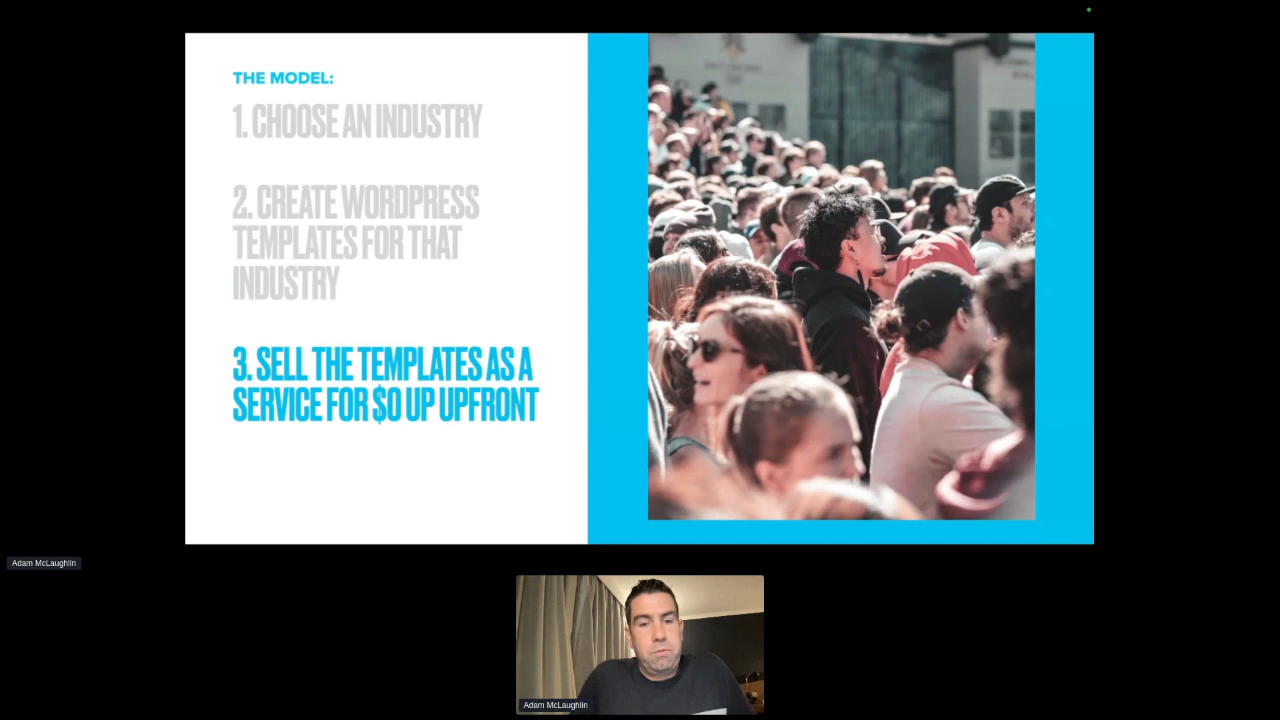 THE MODEL:
1. CHOOSE AN INDUSTRY
2. CREATE WORDPRESS
TEMPLATES FOR THAT
INDUSTRY
3. SELL THE TEMPLATES AS A
SERVICE FOR $0 UP UPFRONT
Adam McLaughlin
Adam McLaughlin